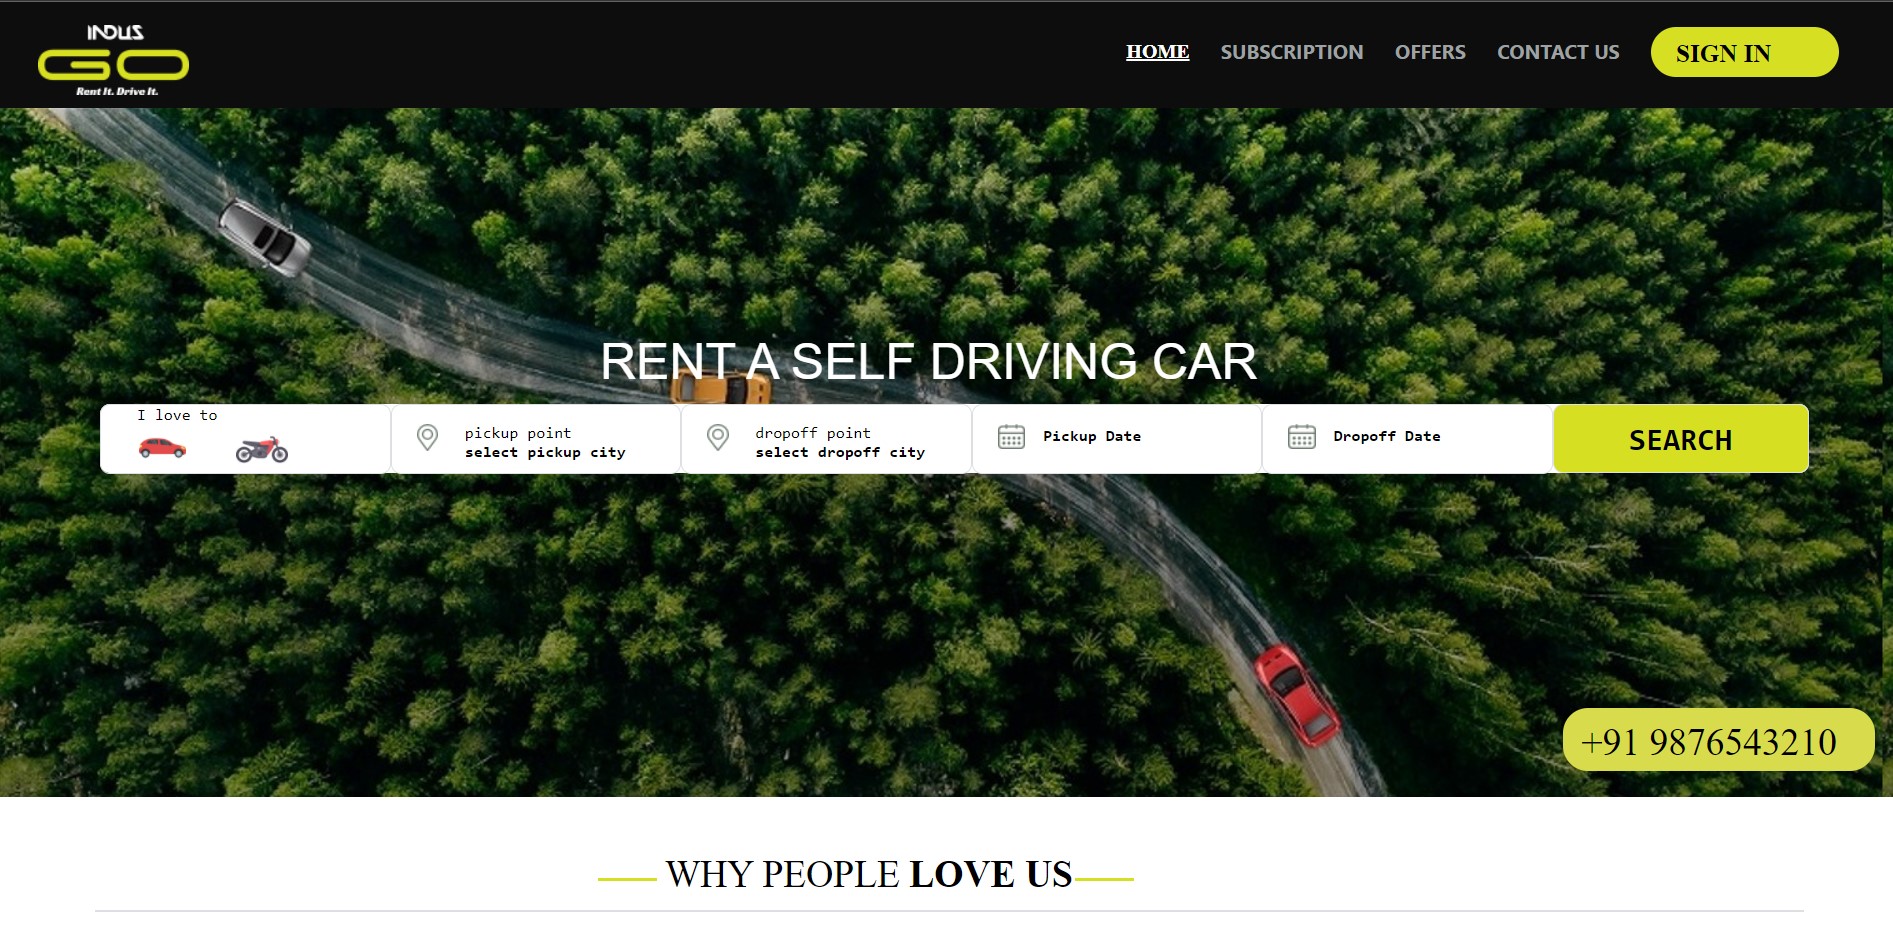 INDUS
GO
Rent It. Drive It.
HOME SUBSCRIPTION OFFERS CONTACT US SIGN IN
RENT A SELF DRIVING CAR
I love to
pickup point
select pickup city
dropoff point
select dropoff city
Pickup Date
Dropoff Date
SEARCH
+91 9876543210
WHY PEOPLE LOVE US